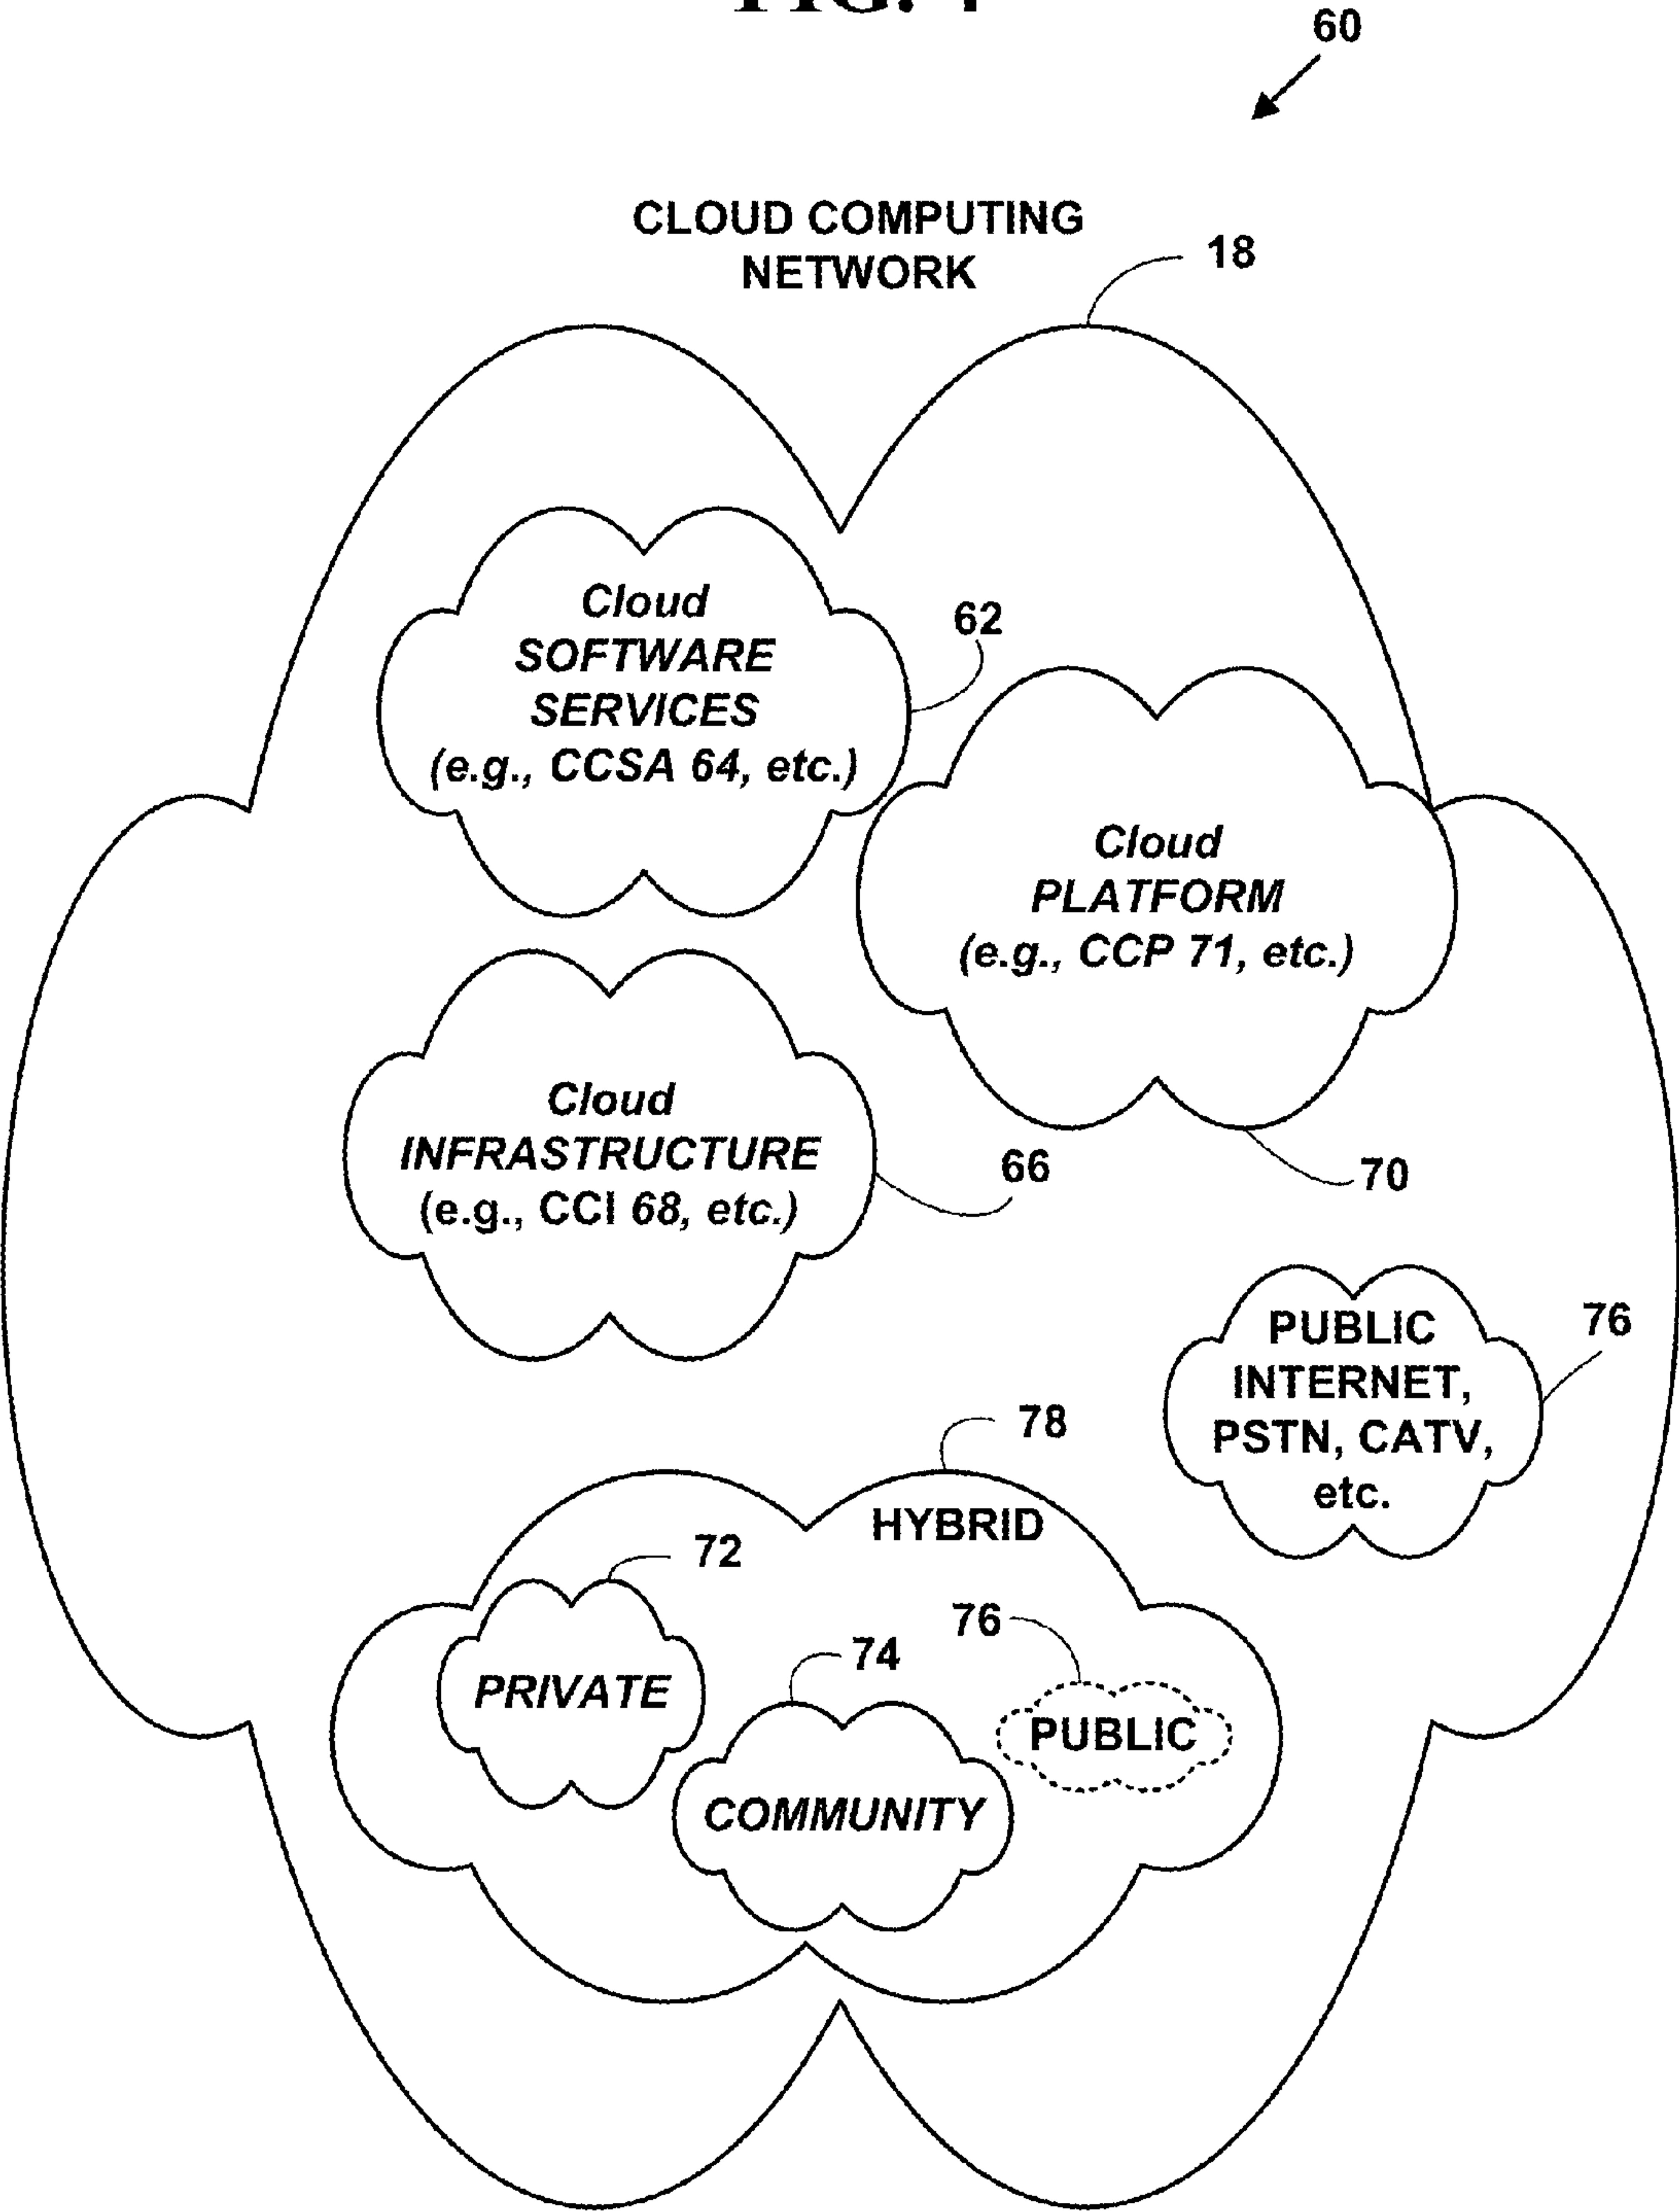 60
CLOUD COMPUTING
NETWORK
18
Cloud
SOFTWARE
SERVICES
(e.g., CCSA 64, etc.)
62
Cloud
PLATFORM
(e.g., CCP 71, etc.)
70
Cloud
INFRASTRUCTURE
(e.g., CCI 68, etc.)
66
PUBLIC
INTERNET,
PSTN, CATV,
etc.
76
78
HYBRID
72
PRIVATE
74
COMMUNITY
76
PUBLIC